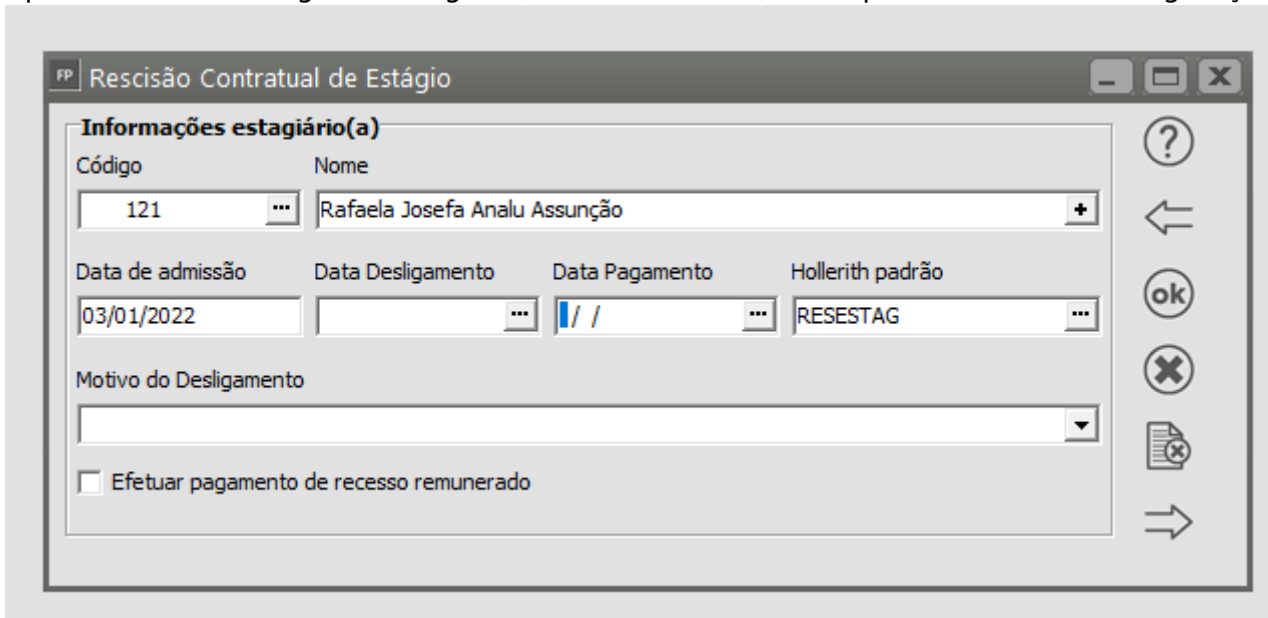 FP Rescisão Contratual de Estágio
Informações estagiário(a)
Código Nome
121 ... Rafaela Josefa Analu Assunção +
Data de admissão Data Desligamento Data Pagamento Hollerith padrão
03/01/2022 ... / / ... RESESTAG ...
Motivo do Desligamento
Efetuar pagamento de recesso remunerado
?
ok